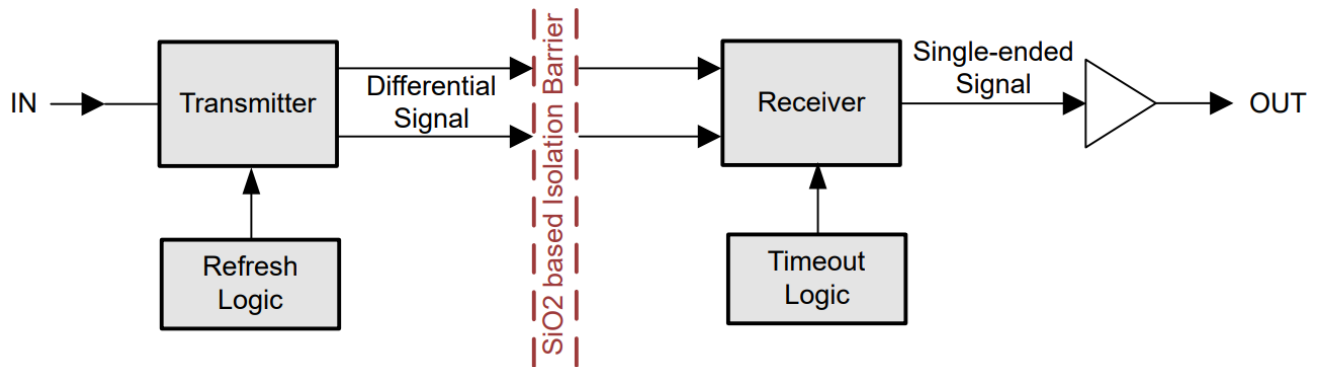 IN
Transmitter
Differential
Signal
SiO2 based Isolation Barrier
Receiver
Single-ended
Signal
OUT
Refresh
Logic
Timeout
Logic